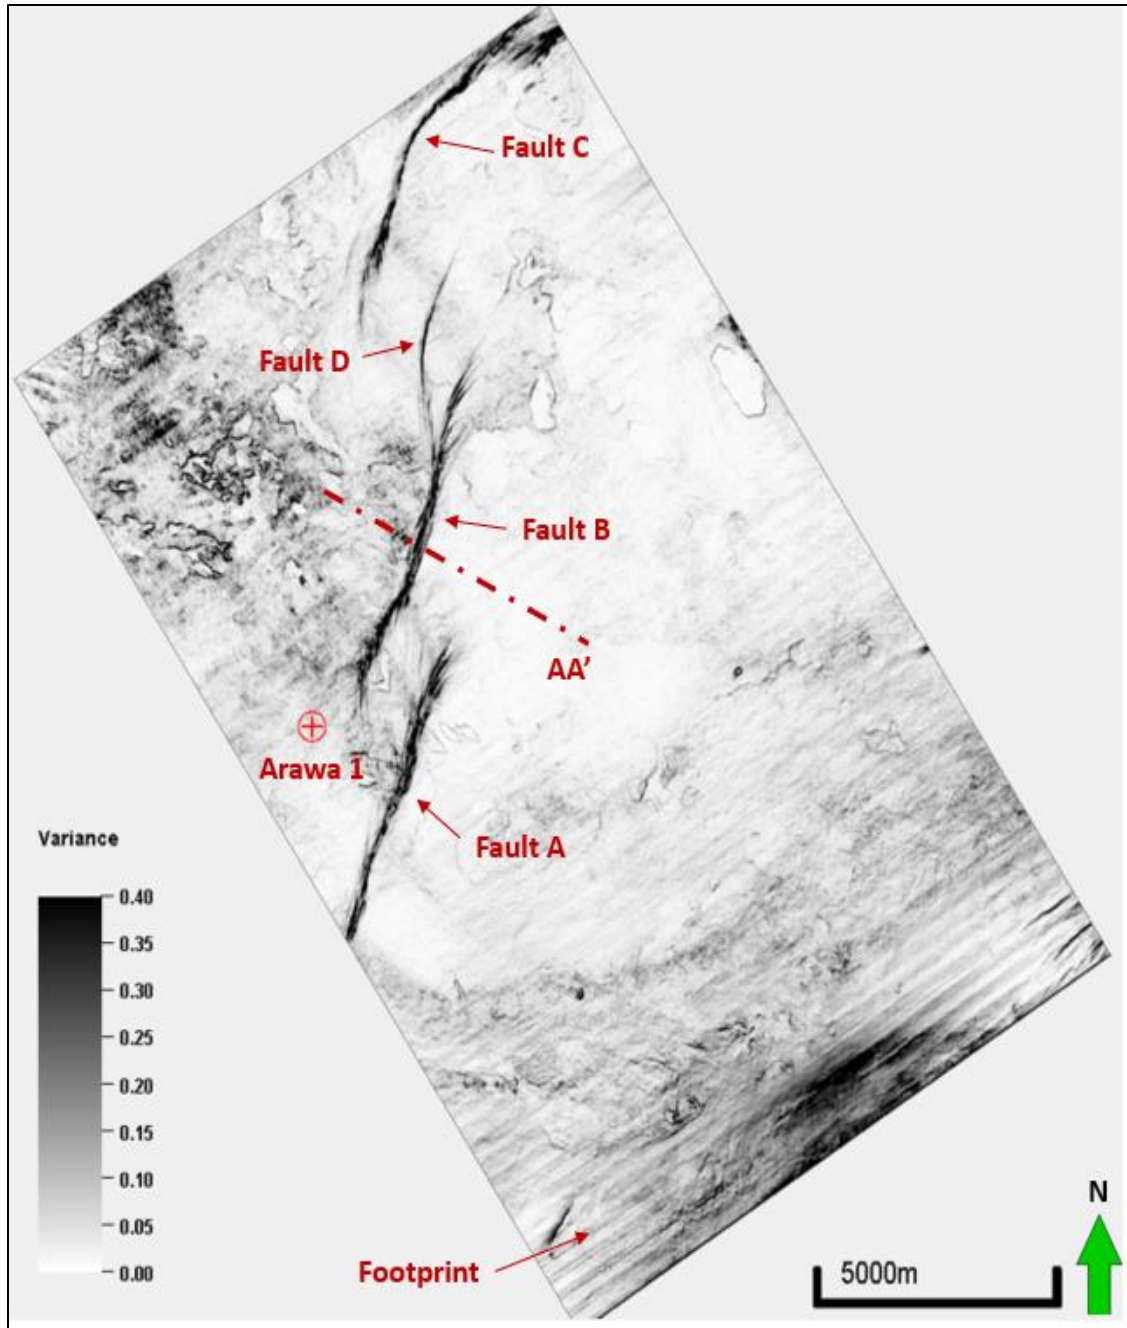 Fault C
Fault D
Fault B
AA’
Arawa 1
Fault A
Variance
0.40
0.35
0.30
0.25
0.20
0.15
0.10
0.05
0.00
Footprint
5000m
N